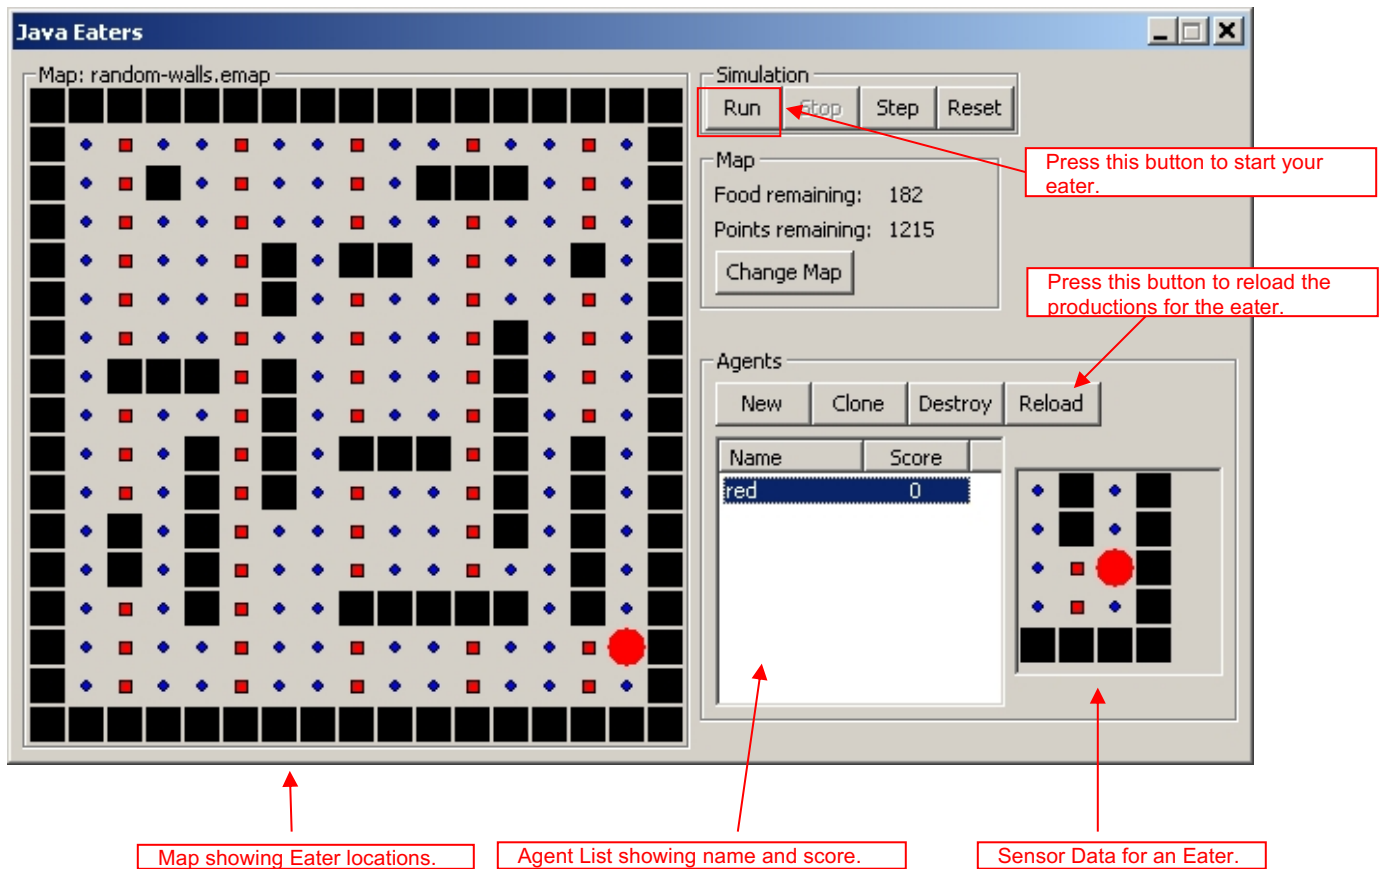 Java Eaters
Map: random-walls.emap
Simulation
Run
Stop
Step
Reset
Press this button to start your
eater.
Map
Food remaining: 182
Points remaining: 1215
Change Map
Press this button to reload the
productions for the eater.
Agents
New
Clone
Destroy
Reload
Name Score
red 0
Map showing Eater locations.
Agent List showing name and score.
Sensor Data for an Eater.